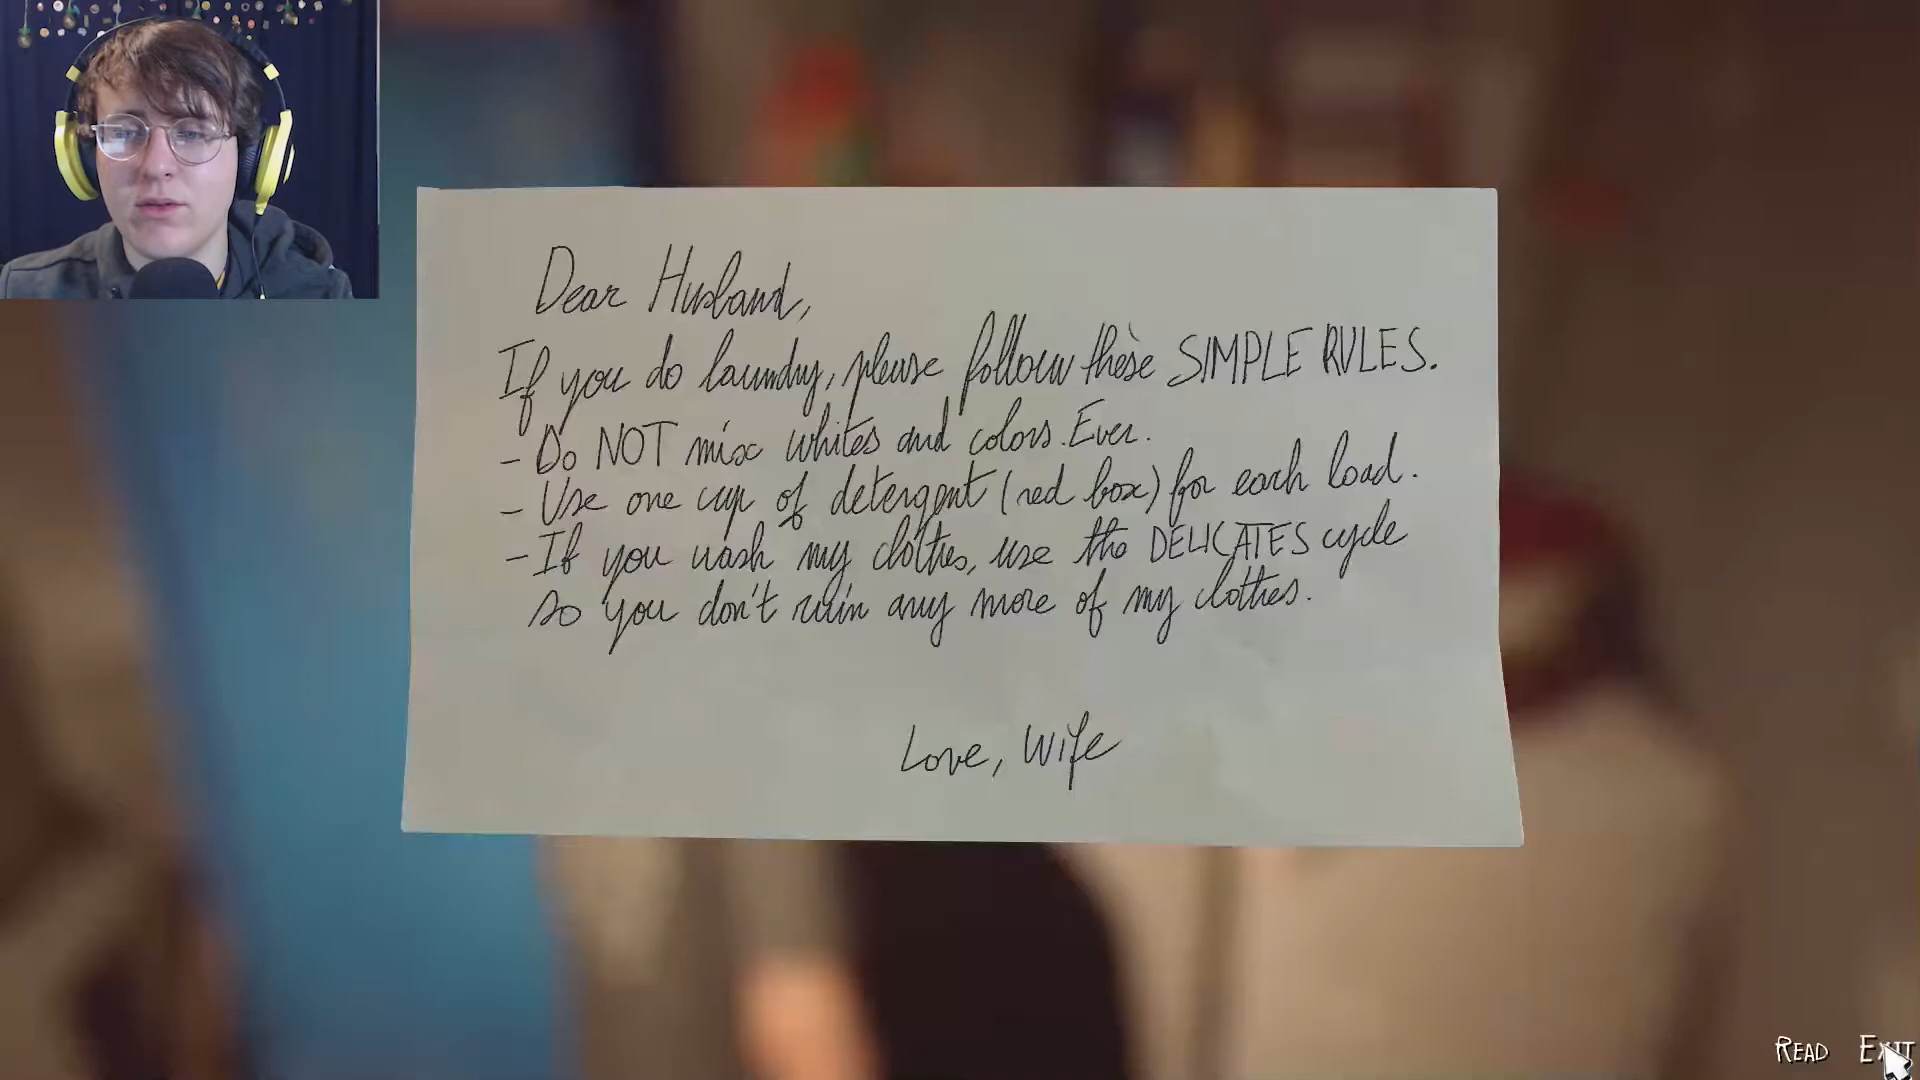 Dear Husband,
If you do laundry, please follow these SIMPLE RULES.
- Do NOT mix whites and colors. Ever.
- Use one cup of detergent (red box) for each load.
- If you wash my clothes, use the DELICATES cycle
so you don't ruin any more of my clothes.
Love, Wife
READ EXIT